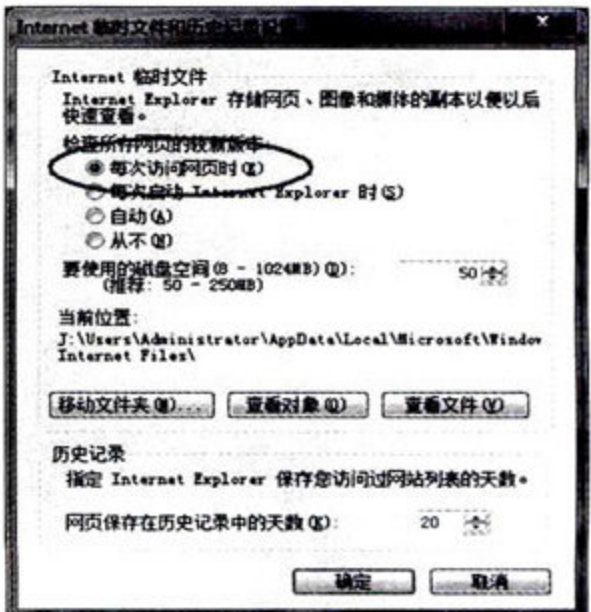 Internet 临时文件和历史记录设置
Internet 临时文件
Internet Explorer 存储网页、图像和媒体的副本以便以后
快速查看。
检查所存网页的较新版本:
每次访问网页时(E)
每次启动 Internet Explorer 时(S)
自动(A)
从不(N)
要使用的磁盘空间(8 - 1024MB)(D): 50
(推荐: 50 - 250MB)
当前位置:
J:\Users\Administrator\AppData\Local\Microsoft\Window
Internet Files\
移动文件夹(M)... 查看对象(O) 查看文件(V)
历史记录
指定 Internet Explorer 保存您访问过网站列表的天数。
网页保存在历史记录中的天数(K): 20
确定 取消